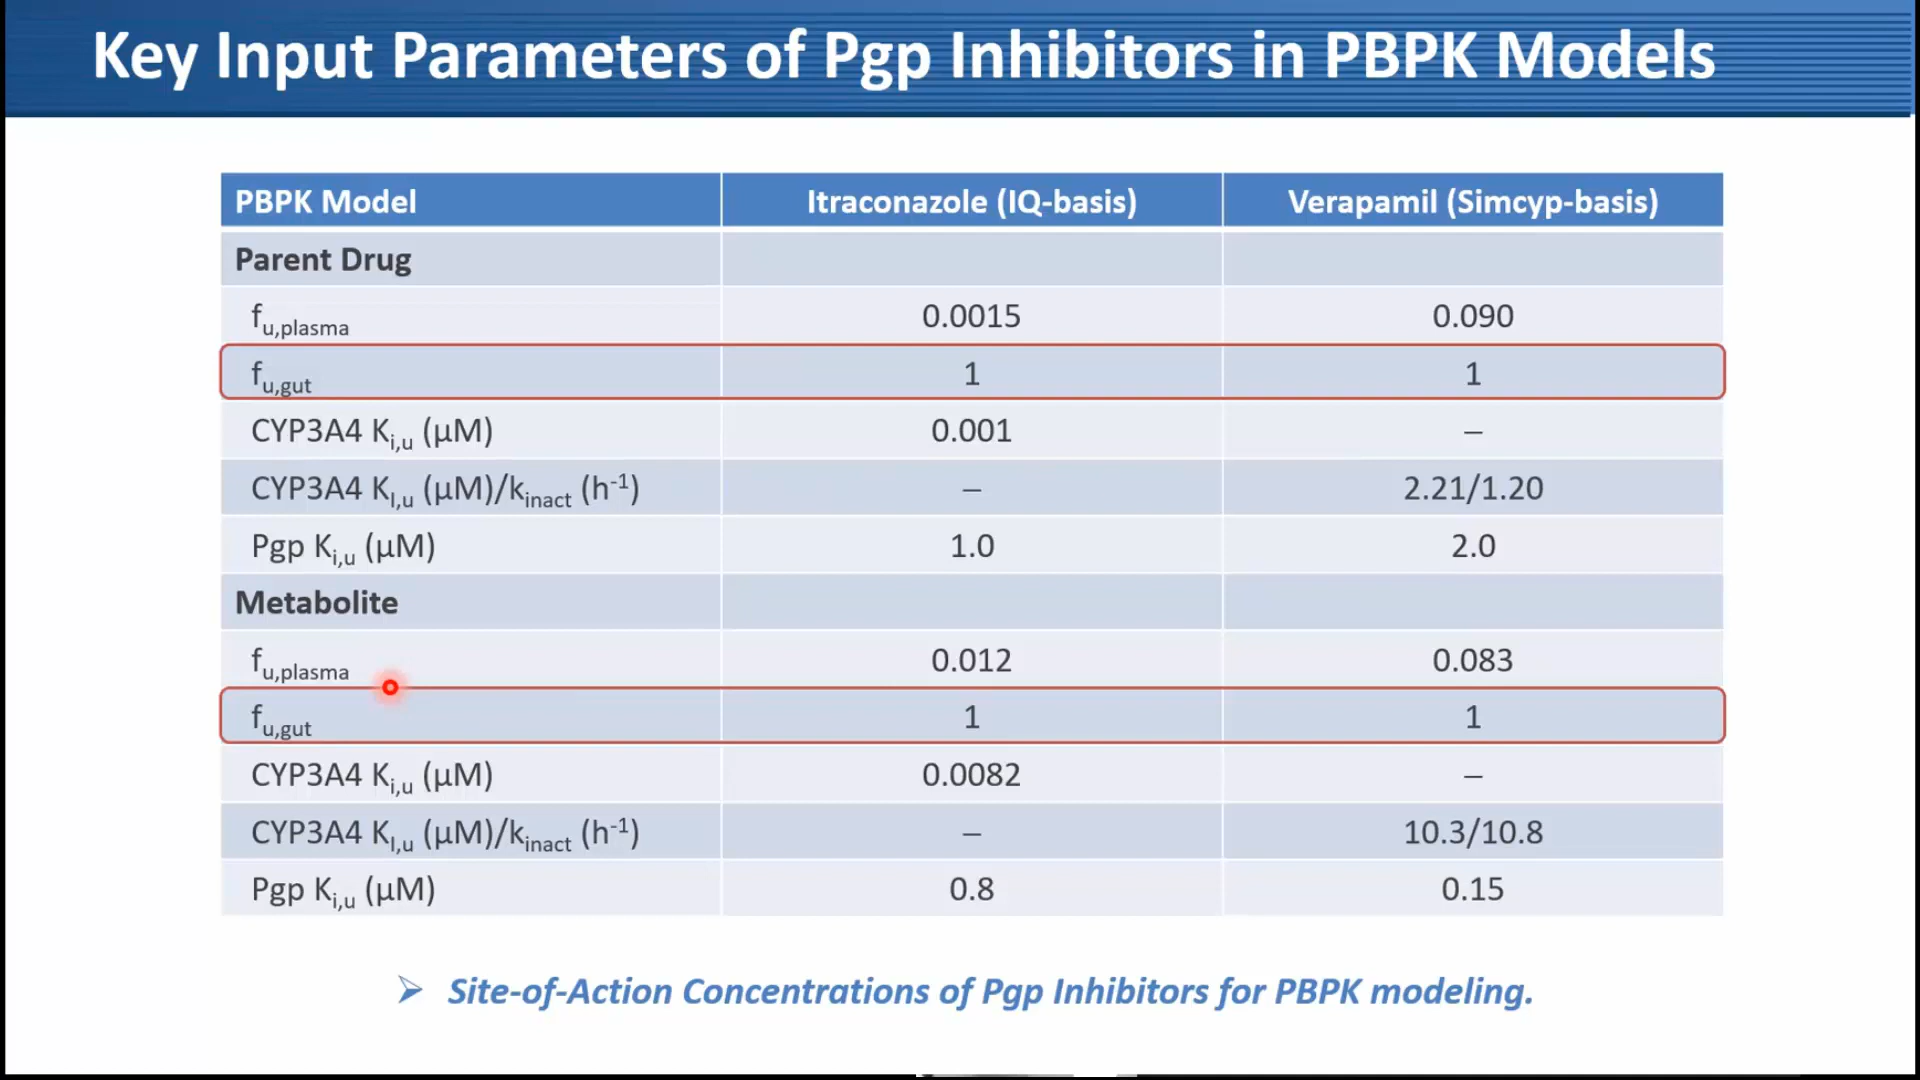 Key Input Parameters of Pgp Inhibitors in PBPK Models
PBPK Model Itraconazole (IQ-basis) Verapamil (Simcyp-basis)
Parent Drug
fu,plasma 0.0015 0.090
fu,gut 1 1
CYP3A4 Ki,u (µM) 0.001 –
CYP3A4 KI,u (µM)/kinact (h-1) – 2.21/1.20
Pgp Ki,u (µM) 1.0 2.0
Metabolite
fu,plasma 0.012 0.083
fu,gut 1 1
CYP3A4 Ki,u (µM) 0.0082 –
CYP3A4 KI,u (µM)/kinact (h-1) – 10.3/10.8
Pgp Ki,u (µM) 0.8 0.15
➢ Site-of-Action Concentrations of Pgp Inhibitors for PBPK modeling.